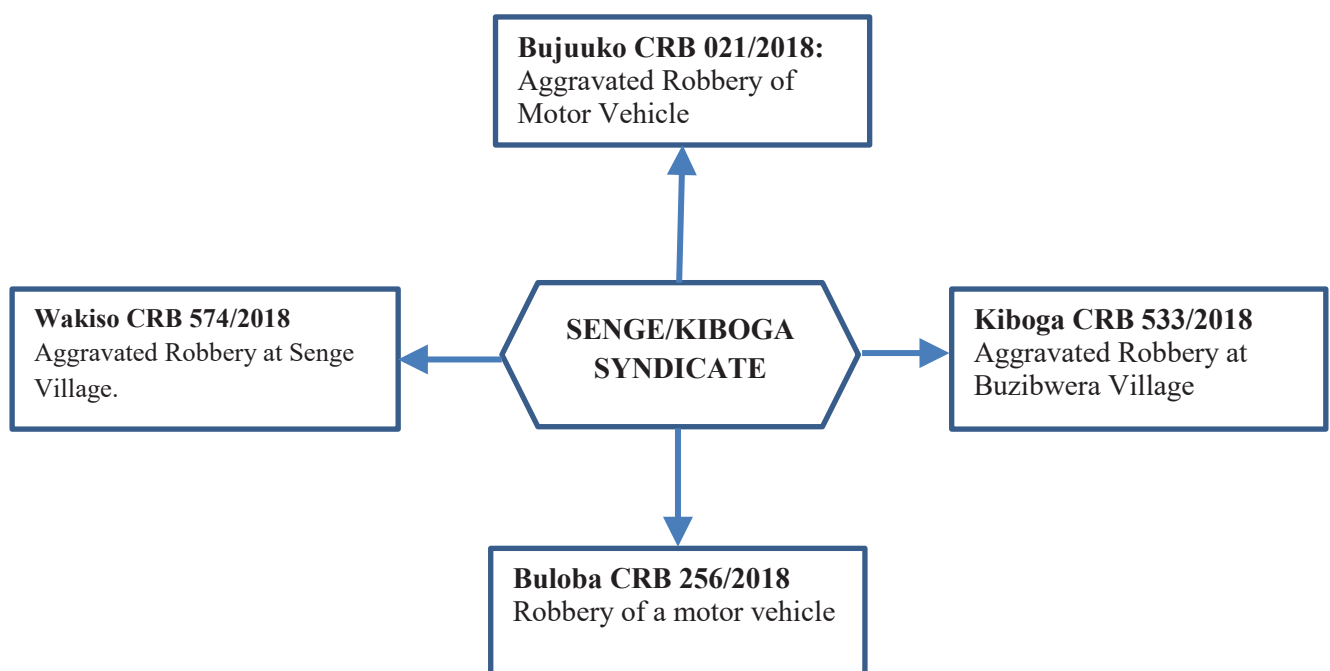 Bujuuko CRB 021/2018:
Aggravated Robbery of
Motor Vehicle
Wakiso CRB 574/2018
Aggravated Robbery at Senge
Village.
SENGE/KIBOGA
SYNDICATE
Kiboga CRB 533/2018
Aggravated Robbery at
Buzibwera Village
Buloba CRB 256/2018
Robbery of a motor vehicle